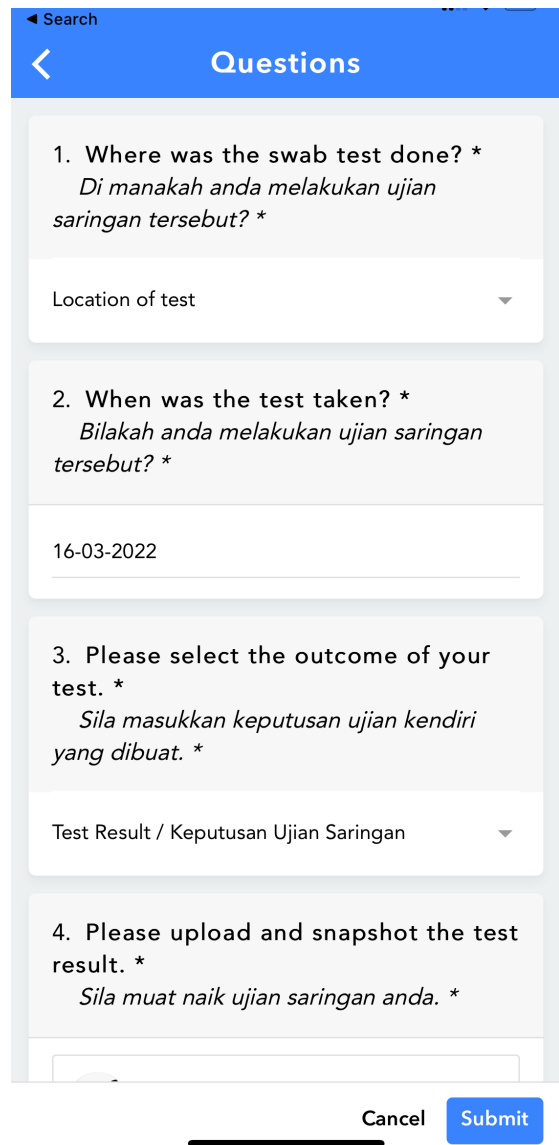 ◀ Search
Questions
1. Where was the swab test done? *
Di manakah anda melakukan ujian
saringan tersebut? *
Location of test
2. When was the test taken? *
Bilakah anda melakukan ujian saringan
tersebut? *
16-03-2022
3. Please select the outcome of your
test. *
Sila masukkan keputusan ujian kendiri
yang dibuat. *
Test Result / Keputusan Ujian Saringan
4. Please upload and snapshot the test
result. *
Sila muat naik ujian saringan anda. *
Cancel
Submit